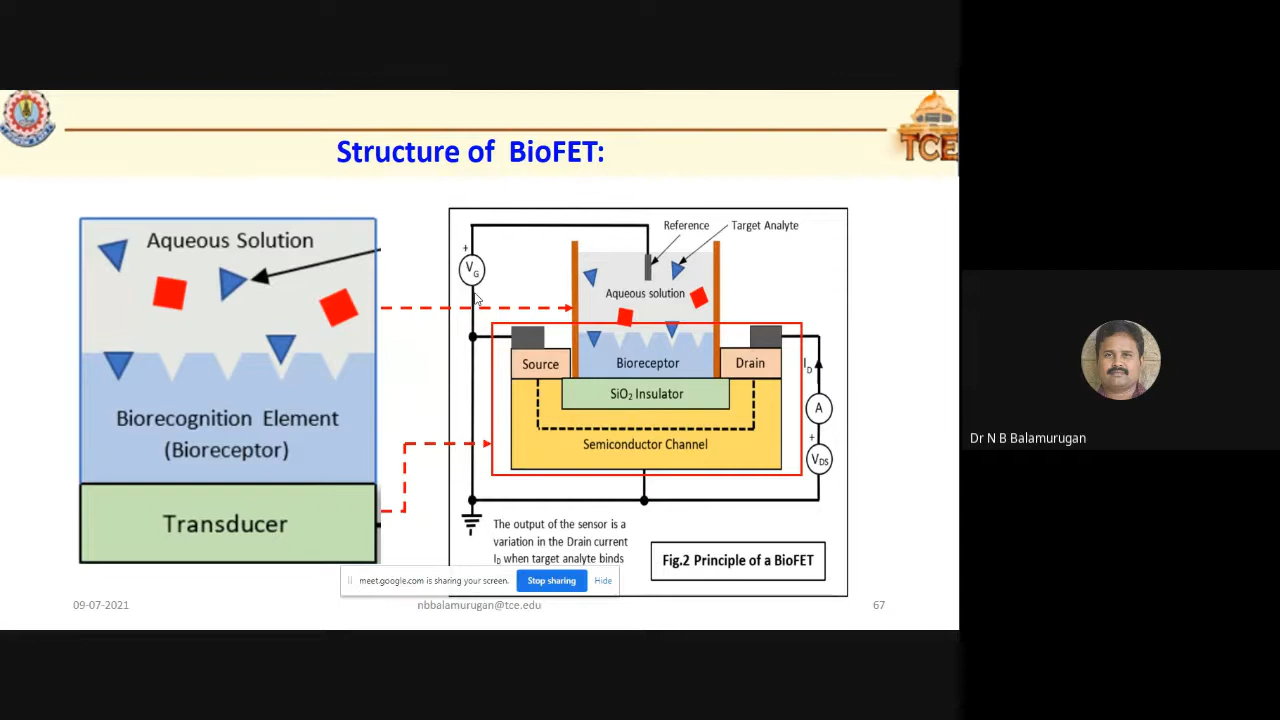 Structure of BioFET:
TCE
Aqueous Solution
Biorecognition Element
(Bioreceptor)
Transducer
Reference
Target Analyte
+
V_G
Aqueous solution
Source
Bioreceptor
Drain
I_D
SiO₂ Insulator
A
Semiconductor Channel
+
V_DS
The output of the sensor is a
variation in the Drain current
I_D when target analyte binds
Fig.2 Principle of a BioFET
meet.google.com is sharing your screen.
Stop sharing
Hide
09-07-2021
nbbalamurugan@tce.edu
67
Dr N B Balamurugan